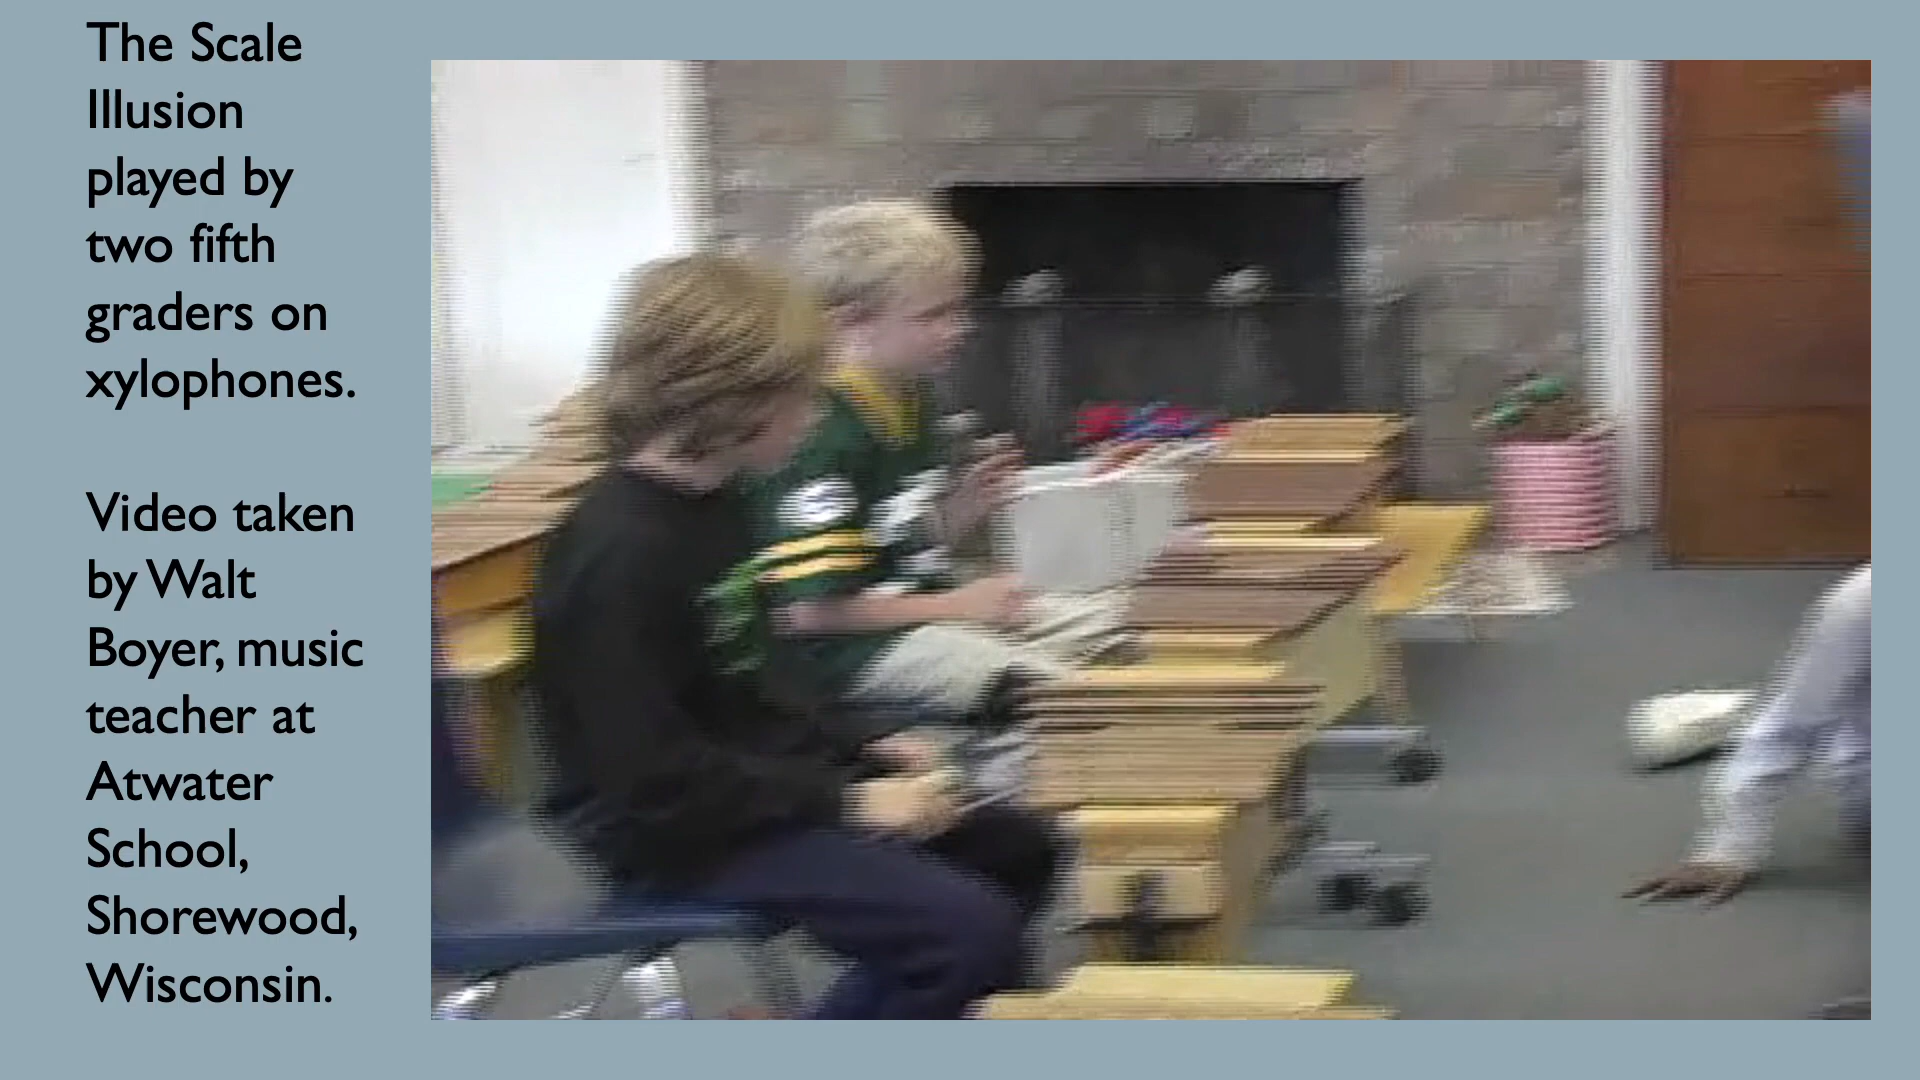 The Scale
Illusion
played by
two fifth
graders on
xylophones.
Video taken
by Walt
Boyer, music
teacher at
Atwater
School,
Shorewood,
Wisconsin.